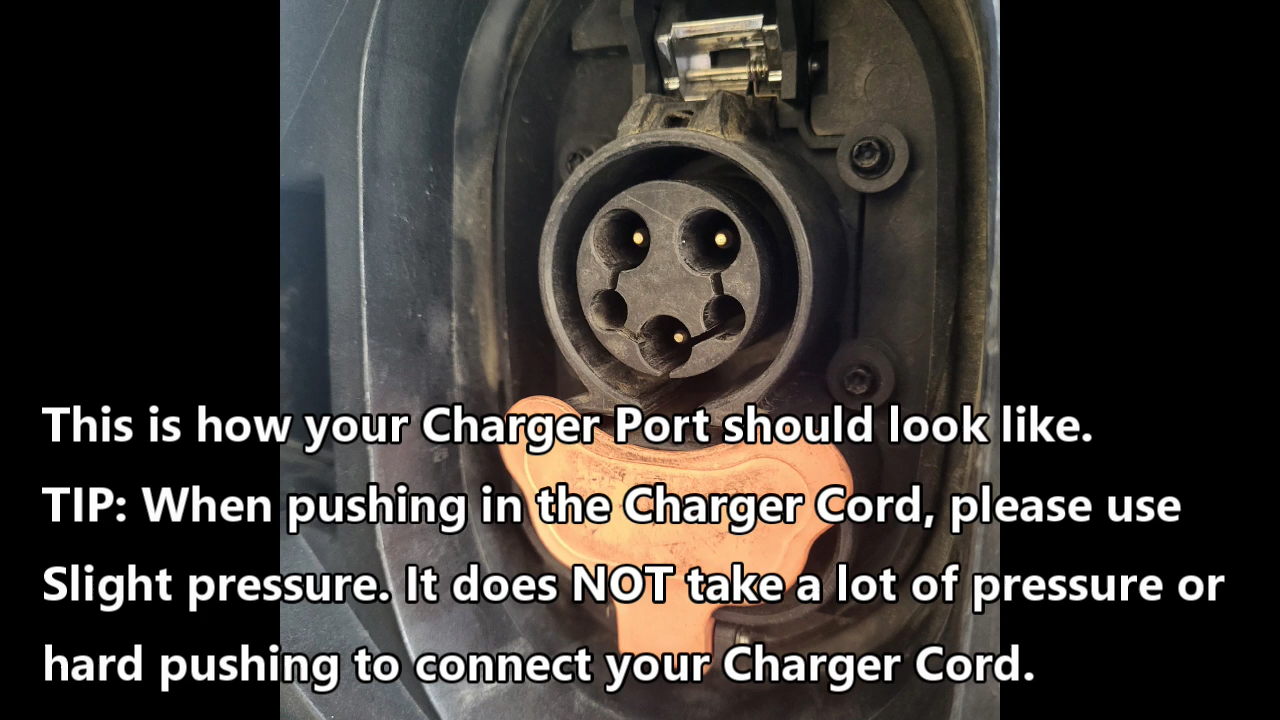 This is how your Charger Port should look like.
TIP: When pushing in the Charger Cord, please use
Slight pressure. It does NOT take a lot of pressure or
hard pushing to connect your Charger Cord.